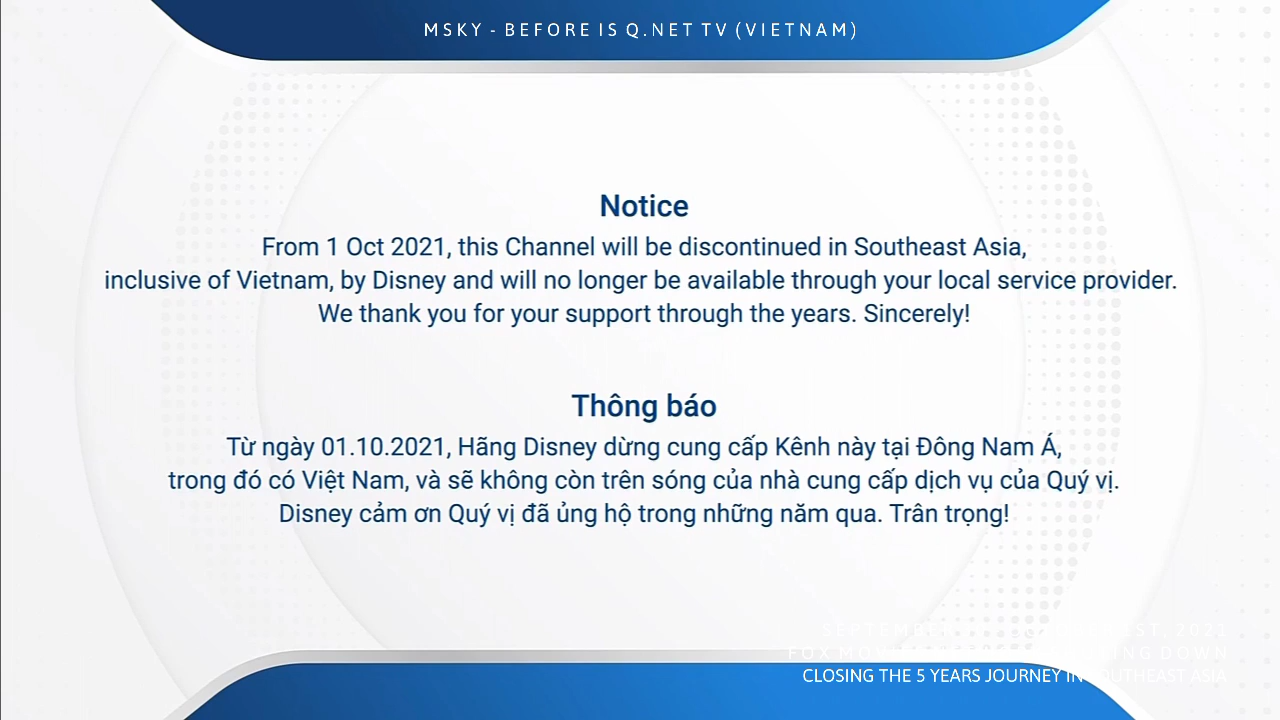 MSKY - BEFORE IS Q.NET TV (VIETNAM)
Notice
From 1 Oct 2021, this Channel will be discontinued in Southeast Asia,
inclusive of Vietnam, by Disney and will no longer be available through your local service provider.
We thank you for your support through the years. Sincerely!
Thông báo
Từ ngày 01.10.2021, Hãng Disney dừng cung cấp Kênh này tại Đông Nam Á,
trong đó có Việt Nam, và sẽ không còn trên sóng của nhà cung cấp dịch vụ của Quý vị.
Disney cảm ơn Quý vị đã ủng hộ trong những năm qua. Trân trọng!
SEPTEMBER 2021
FOX DOWN
CLOSING THE 5 YEARS JOURNEY IN SOUTHEAST ASIA